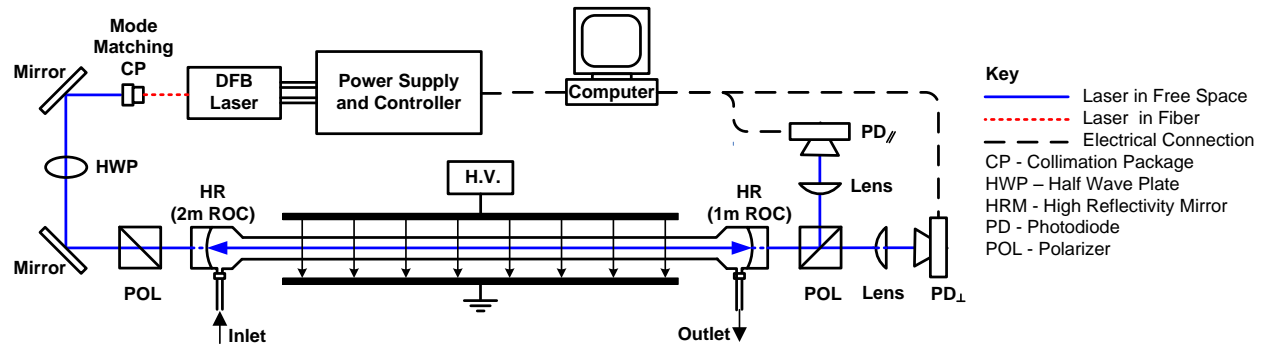 Mode
Matching
CP
Mirror
DFB
Laser
Power Supply
and Controller
Computer
PD//
Lens
HWP
H.V.
HR
(2m ROC)
HR
(1m ROC)
Mirror
POL
POL
Lens
PD⊥
Inlet
Outlet
Key
Laser in Free Space
Laser in Fiber
Electrical Connection
CP - Collimation Package
HWP – Half Wave Plate
HRM - High Reflectivity Mirror
PD - Photodiode
POL - Polarizer